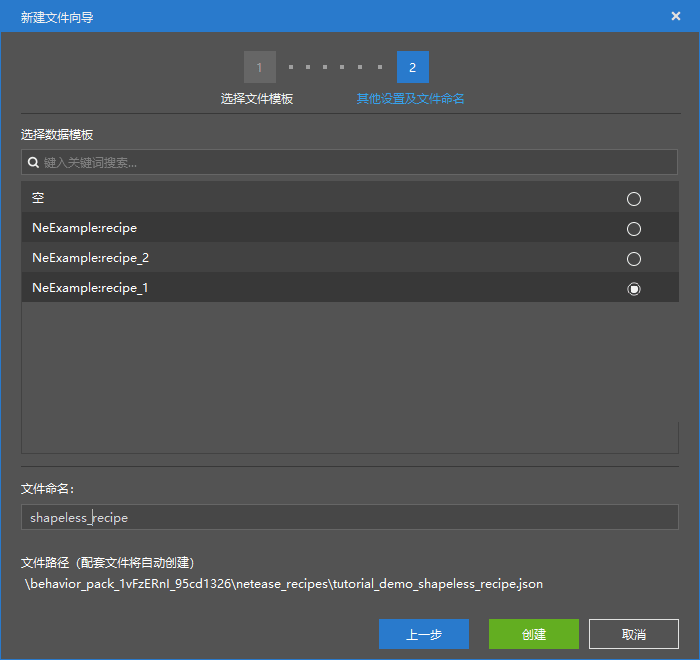 新建文件向导
1
2
选择文件模板
其他设置及文件命名
选择数据模板
键入关键词搜索...
空
NeExample:recipe
NeExample:recipe_2
NeExample:recipe_1
文件命名：
shapeless_recipe
文件路径（配套文件将自动创建）
\behavior_pack_1vFzERnI_95cd1326\netease_recipes\tutorial_demo_shapeless_recipe.json
上一步
创建
取消